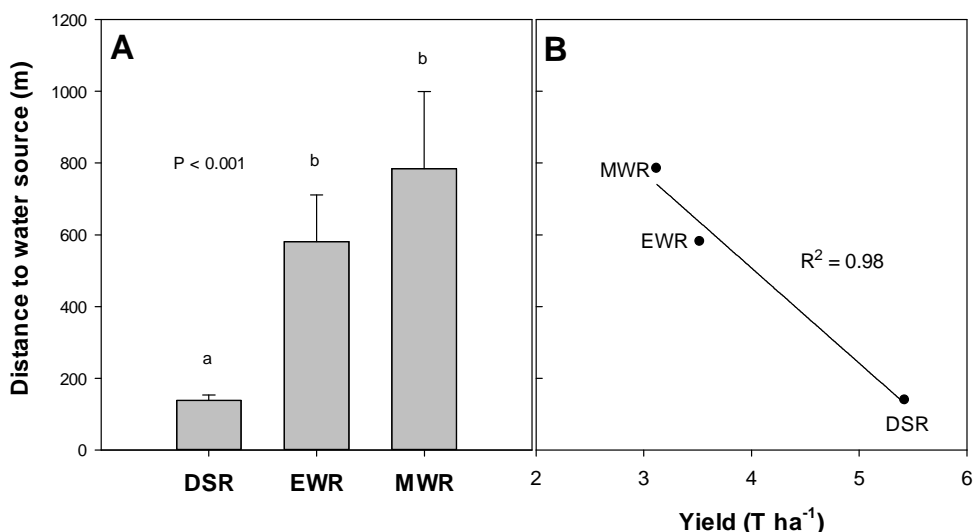 Distance to water source (m)
1200
1000
800
600
400
200
0
A
P < 0.001
a
b
b
DSR EWR MWR
B
MWR
EWR
R² = 0.98
DSR
2 3 4 5 6
Yield (T ha⁻¹)